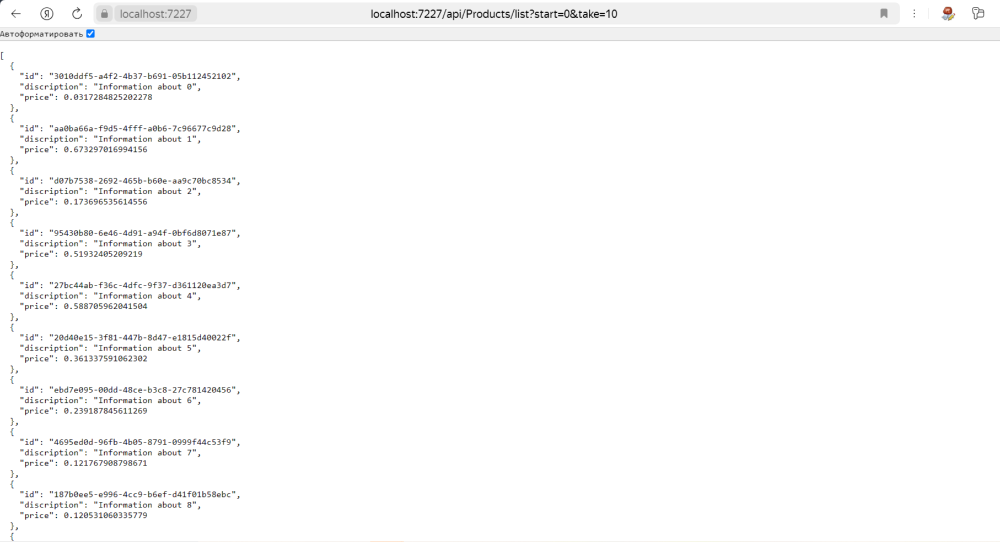 Я localhost:7227 localhost:7227/api/Products/list?start=0&take=10
Автоформатировать
[
{
"id": "3010ddf5-a4f2-4b37-b691-05b112452102",
"discription": "Information about 0",
"price": 0.0317284825202278
},
{
"id": "aa0ba66a-f9d5-4fff-a0b6-7c96677c9d28",
"discription": "Information about 1",
"price": 0.673297016994156
},
{
"id": "d07b7538-2692-465b-b60e-aa9c70bc8534",
"discription": "Information about 2",
"price": 0.173696535614556
},
{
"id": "95430b80-6e46-4d91-a94f-0bf6d8071e87",
"discription": "Information about 3",
"price": 0.51932405209219
},
{
"id": "27bc44ab-f36c-4dfc-9f37-d361120ea3d7",
"discription": "Information about 4",
"price": 0.588705962041504
},
{
"id": "20d40e15-3f81-447b-8d47-e1815d40022f",
"discription": "Information about 5",
"price": 0.361337591062302
},
{
"id": "ebd7e095-00dd-48ce-b3c8-27c781420456",
"discription": "Information about 6",
"price": 0.239187845611269
},
{
"id": "4695ed0d-96fb-4b05-8791-0999f44c53f9",
"discription": "Information about 7",
"price": 0.121767908798671
},
{
"id": "187b0ee5-e996-4cc9-b6ef-d41f01b58ebc",
"discription": "Information about 8",
"price": 0.120531060335779
},
{